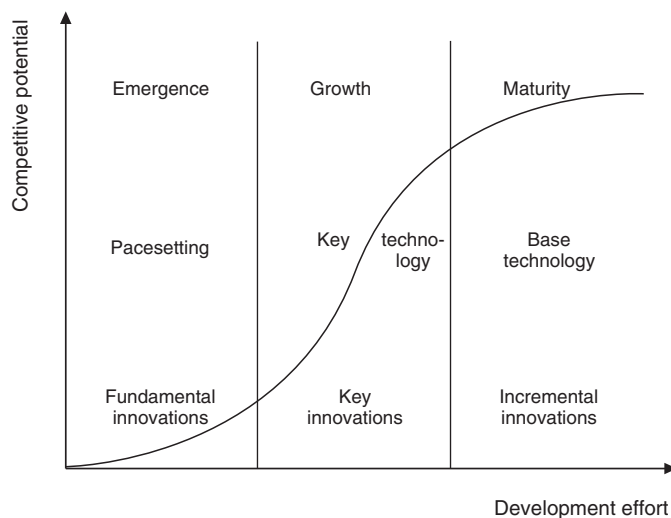 Competitive potential
Emergence
Growth
Maturity
Pacesetting
Key
techno-
logy
Base
technology
Fundamental
innovations
Key
innovations
Incremental
innovations
Development effort